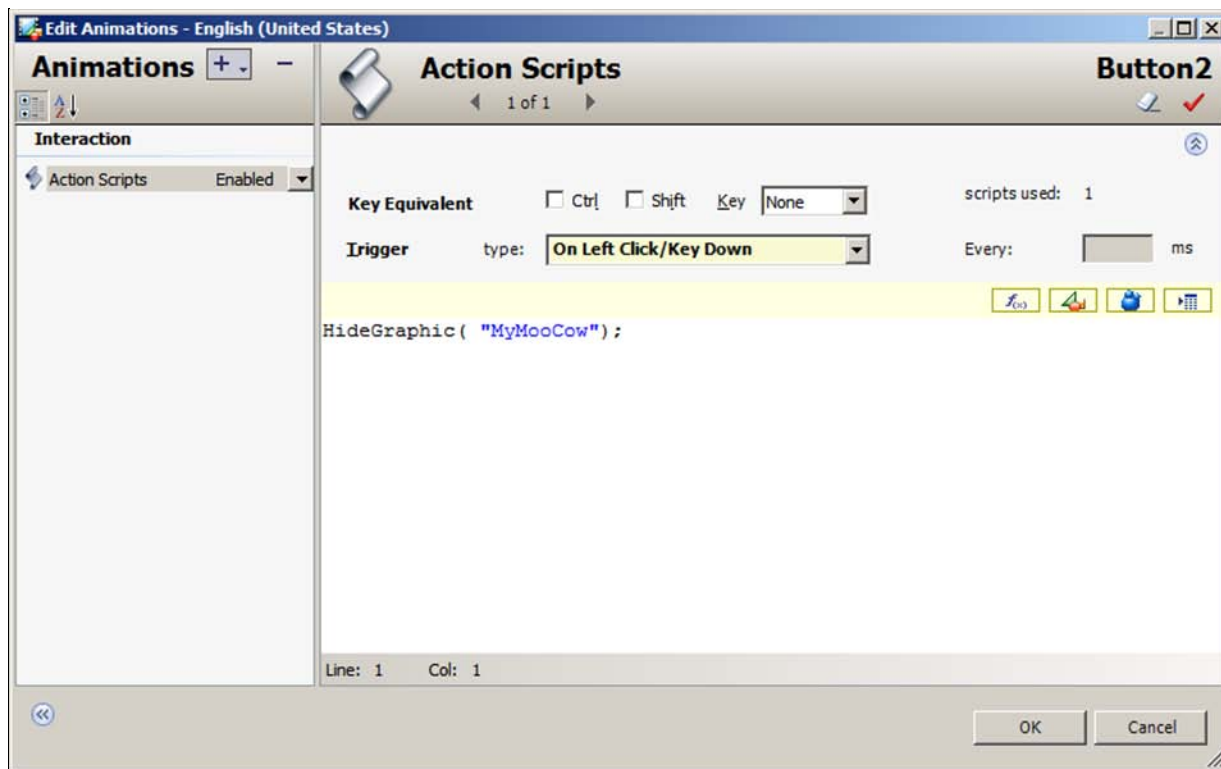 Edit Animations - English (United States)
Animations
Action Scripts
Button2
1 of 1
Interaction
Action Scripts Enabled
Key Equivalent Ctrl Shift Key None scripts used: 1
Trigger type: On Left Click/Key Down Every: ms
f(x)
HideGraphic( "MyMooCow");
Line: 1 Col: 1
OK Cancel